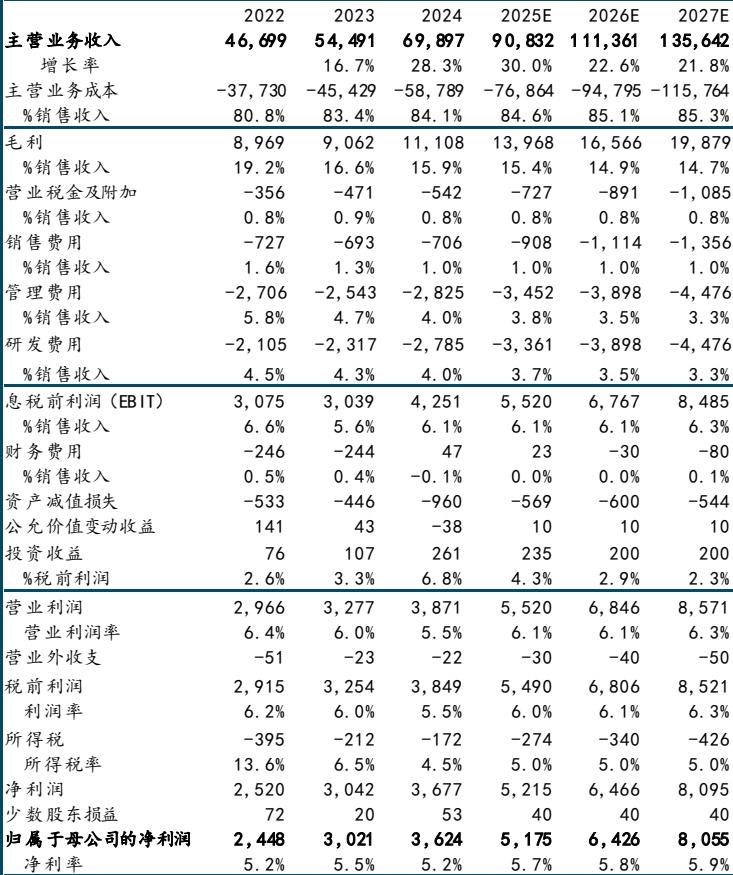 2022 2023 2024 2025E 2026E 2027E
主营业务收入 46,699 54,491 69,897 90,832 111,361 135,642
增长率 16.7% 28.3% 30.0% 22.6% 21.8%
主营业务成本 -37,730 -45,429 -58,789 -76,864 -94,795 -115,764
%销售收入 80.8% 83.4% 84.1% 84.6% 85.1% 85.3%
毛利 8,969 9,062 11,108 13,968 16,566 19,879
%销售收入 19.2% 16.6% 15.9% 15.4% 14.9% 14.7%
营业税金及附加 -356 -471 -542 -727 -891 -1,085
%销售收入 0.8% 0.9% 0.8% 0.8% 0.8% 0.8%
销售费用 -727 -693 -706 -908 -1,114 -1,356
%销售收入 1.6% 1.3% 1.0% 1.0% 1.0% 1.0%
管理费用 -2,706 -2,543 -2,825 -3,452 -3,898 -4,476
%销售收入 5.8% 4.7% 4.0% 3.8% 3.5% 3.3%
研发费用 -2,105 -2,317 -2,785 -3,361 -3,898 -4,476
%销售收入 4.5% 4.3% 4.0% 3.7% 3.5% 3.3%
息税前利润（EBIT） 3,075 3,039 4,251 5,520 6,767 8,485
%销售收入 6.6% 5.6% 6.1% 6.1% 6.1% 6.3%
财务费用 -246 -244 47 23 -30 -80
%销售收入 0.5% 0.4% -0.1% 0.0% 0.0% 0.1%
资产减值损失 -533 -446 -960 -569 -600 -544
公允价值变动收益 141 43 -38 10 10 10
投资收益 76 107 261 235 200 200
%税前利润 2.6% 3.3% 6.8% 4.3% 2.9% 2.3%
营业利润 2,966 3,277 3,871 5,520 6,846 8,571
营业利润率 6.4% 6.0% 5.5% 6.1% 6.1% 6.3%
营业外收支 -51 -23 -22 -30 -40 -50
税前利润 2,915 3,254 3,849 5,490 6,806 8,521
利润率 6.2% 6.0% 5.5% 6.0% 6.1% 6.3%
所得税 -395 -212 -172 -274 -340 -426
所得税率 13.6% 6.5% 4.5% 5.0% 5.0% 5.0%
净利润 2,520 3,042 3,677 5,215 6,466 8,095
少数股东损益 72 20 53 40 40 40
归属于母公司的净利润 2,448 3,021 3,624 5,175 6,426 8,055
净利率 5.2% 5.5% 5.2% 5.7% 5.8% 5.9%